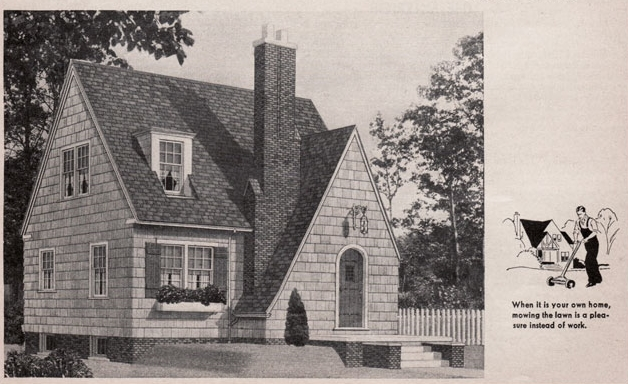 When it is your own home,
mowing the lawn is a plea-
sure instead of work.